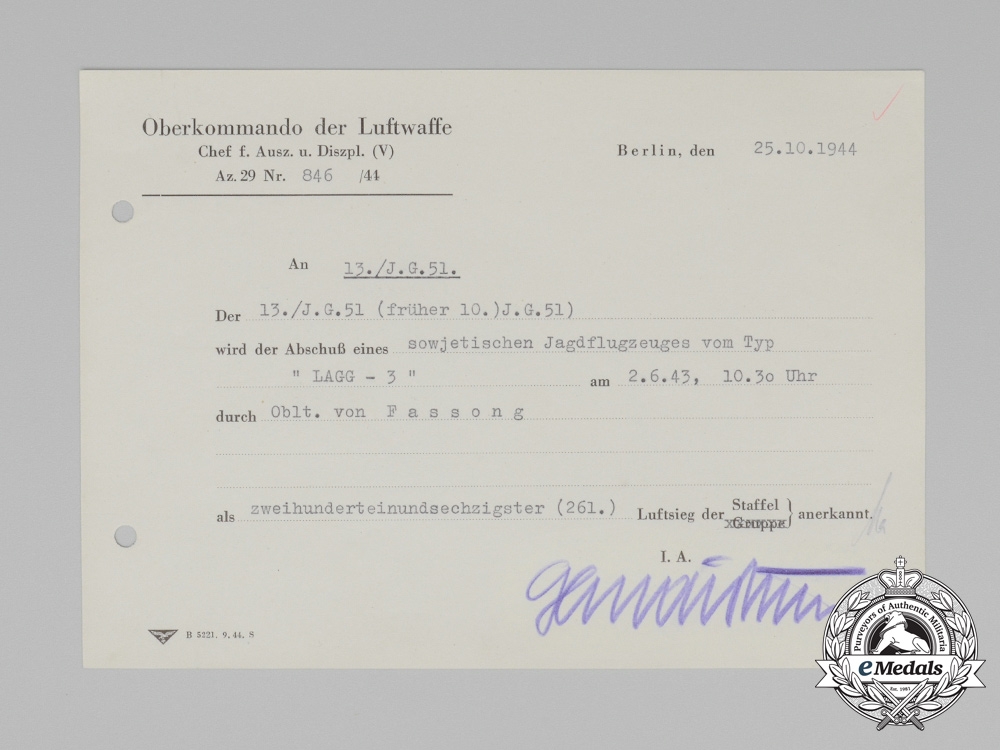 Oberkommando der Luftwaffe
Chef f. Ausz. u. Diszpl. (V)
Az. 29 Nr. 846 /44
Berlin, den 25.10.1944
An 13./J.G.51.
Der 13./J.G.51 (früher 10.)J.G.51)
wird der Abschuß eines sowjetischen Jagdflugzeuges vom Typ
" LAGG - 3 " am 2.6.43, 10.3o Uhr
durch Oblt. von F a s s o n g
als zweihunderteinundsechzigster (261.) Luftsieg der Staffel } anerkannt.
Gruppe
I. A.
B 5221. 9. 44. S
Purveyors of Authentic Militaria
eMedals
Est. 1967